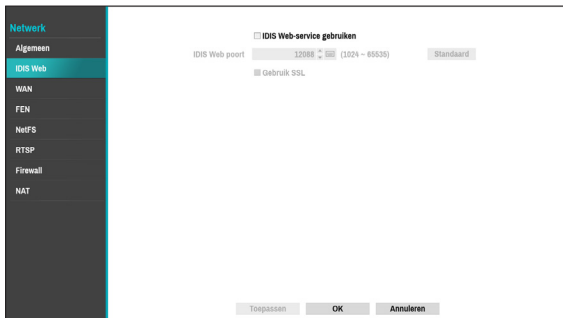 Netwerk
Algemeen
IDIS Web
WAN
FEN
NetFS
RTSP
Firewall
NAT
IDIS Web-service gebruiken
IDIS Web poort 12088 (1024 ~ 65535) Standaard
Gebruik SSL
Toepassen OK Annuleren